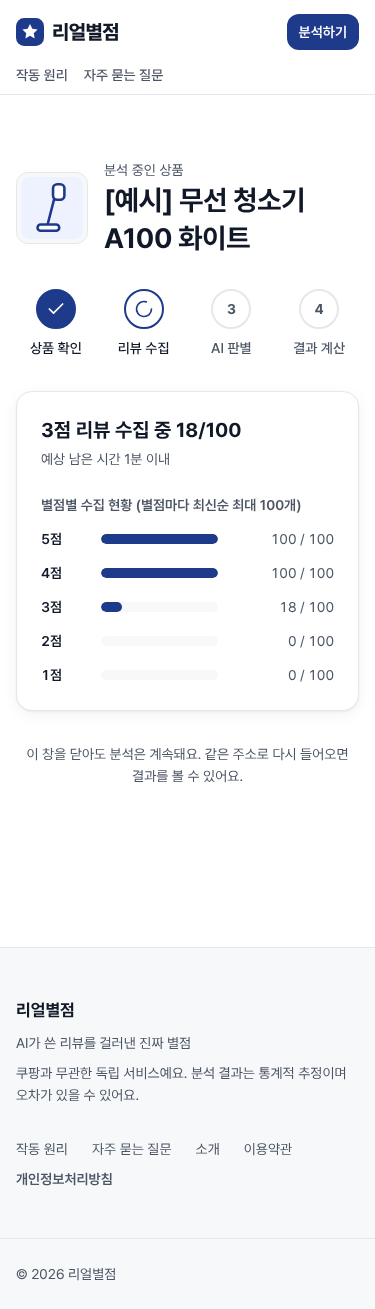 리얼별점
분석하기
작동 원리 자주 묻는 질문
분석 중인 상품
[예시] 무선 청소기
A100 화이트
3 4
상품 확인 리뷰 수집 AI 판별 결과 계산
3점 리뷰 수집 중 18/100
예상 남은 시간 1분 이내
별점별 수집 현황 (별점마다 최신순 최대 100개)
5점 100 / 100
4점 100 / 100
3점 18 / 100
2점 0 / 100
1점 0 / 100
이 창을 닫아도 분석은 계속돼요. 같은 주소로 다시 들어오면
결과를 볼 수 있어요.
리얼별점
AI가 쓴 리뷰를 걸러낸 진짜 별점
쿠팡과 무관한 독립 서비스예요. 분석 결과는 통계적 추정이며
오차가 있을 수 있어요.
작동 원리 자주 묻는 질문 소개 이용약관
개인정보처리방침
© 2026 리얼별점